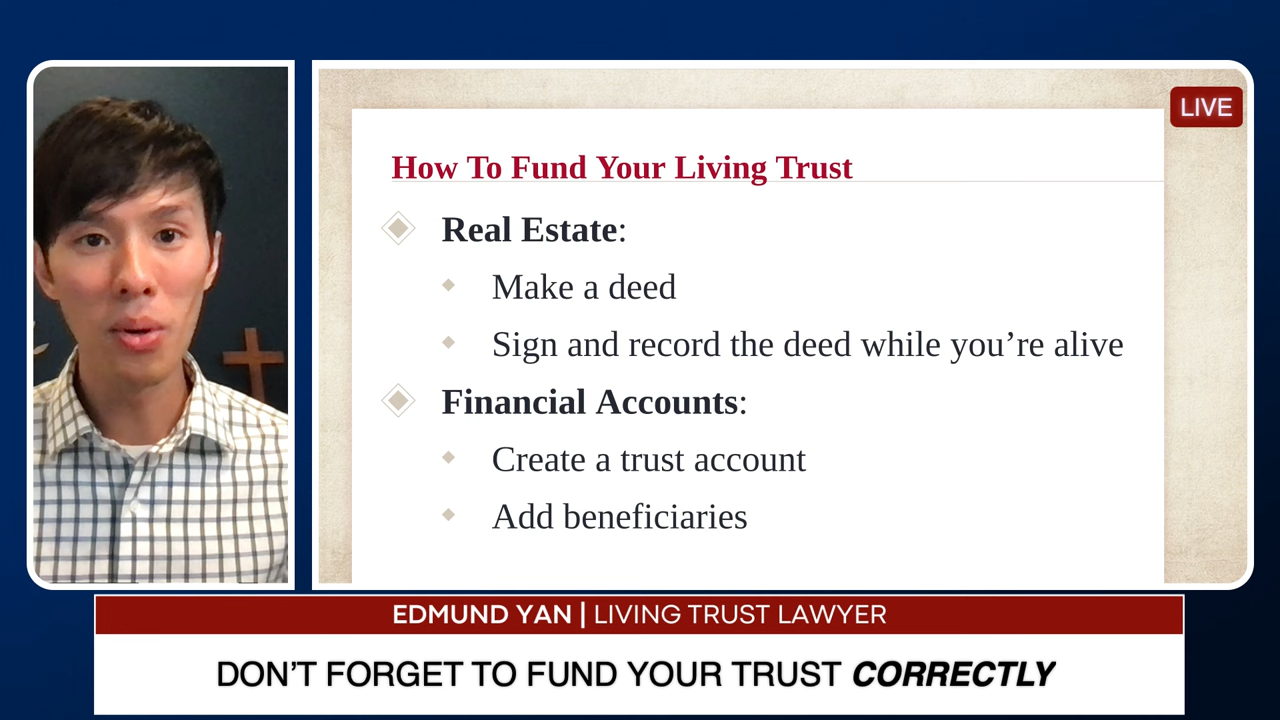 LIVE
How To Fund Your Living Trust
Real Estate:
Make a deed
Sign and record the deed while you’re alive
Financial Accounts:
Create a trust account
Add beneficiaries
EDMUND YAN | LIVING TRUST LAWYER
DON’T FORGET TO FUND YOUR TRUST CORRECTLY